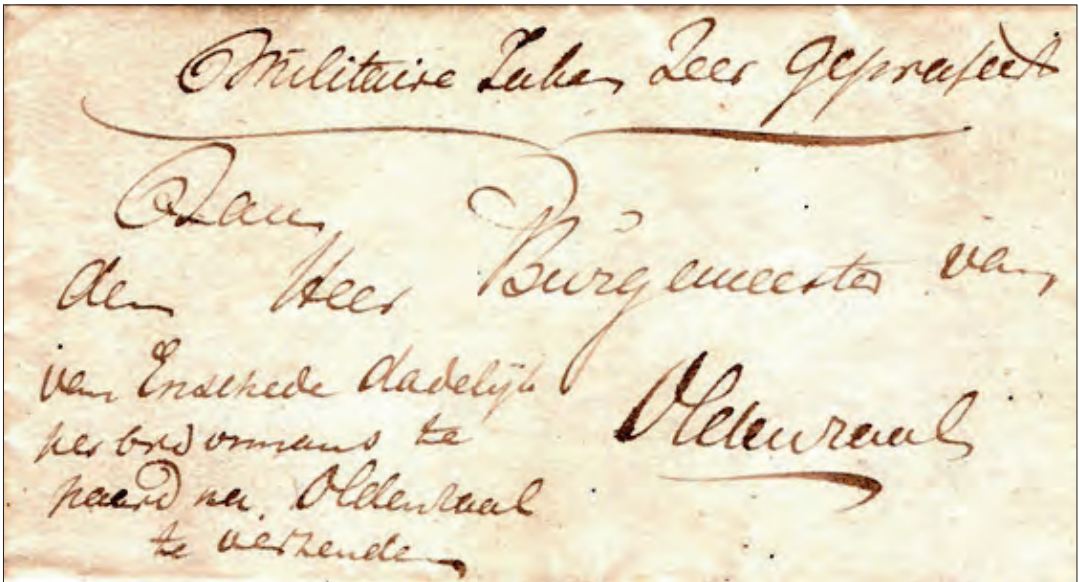 Militaire Zaken Zeer gepresseert
Aan
den Heer Burgemeester van
Oldenzaal
van Enschede dadelijk
per ordonnans te
paard na Oldenzaal
te verzenden